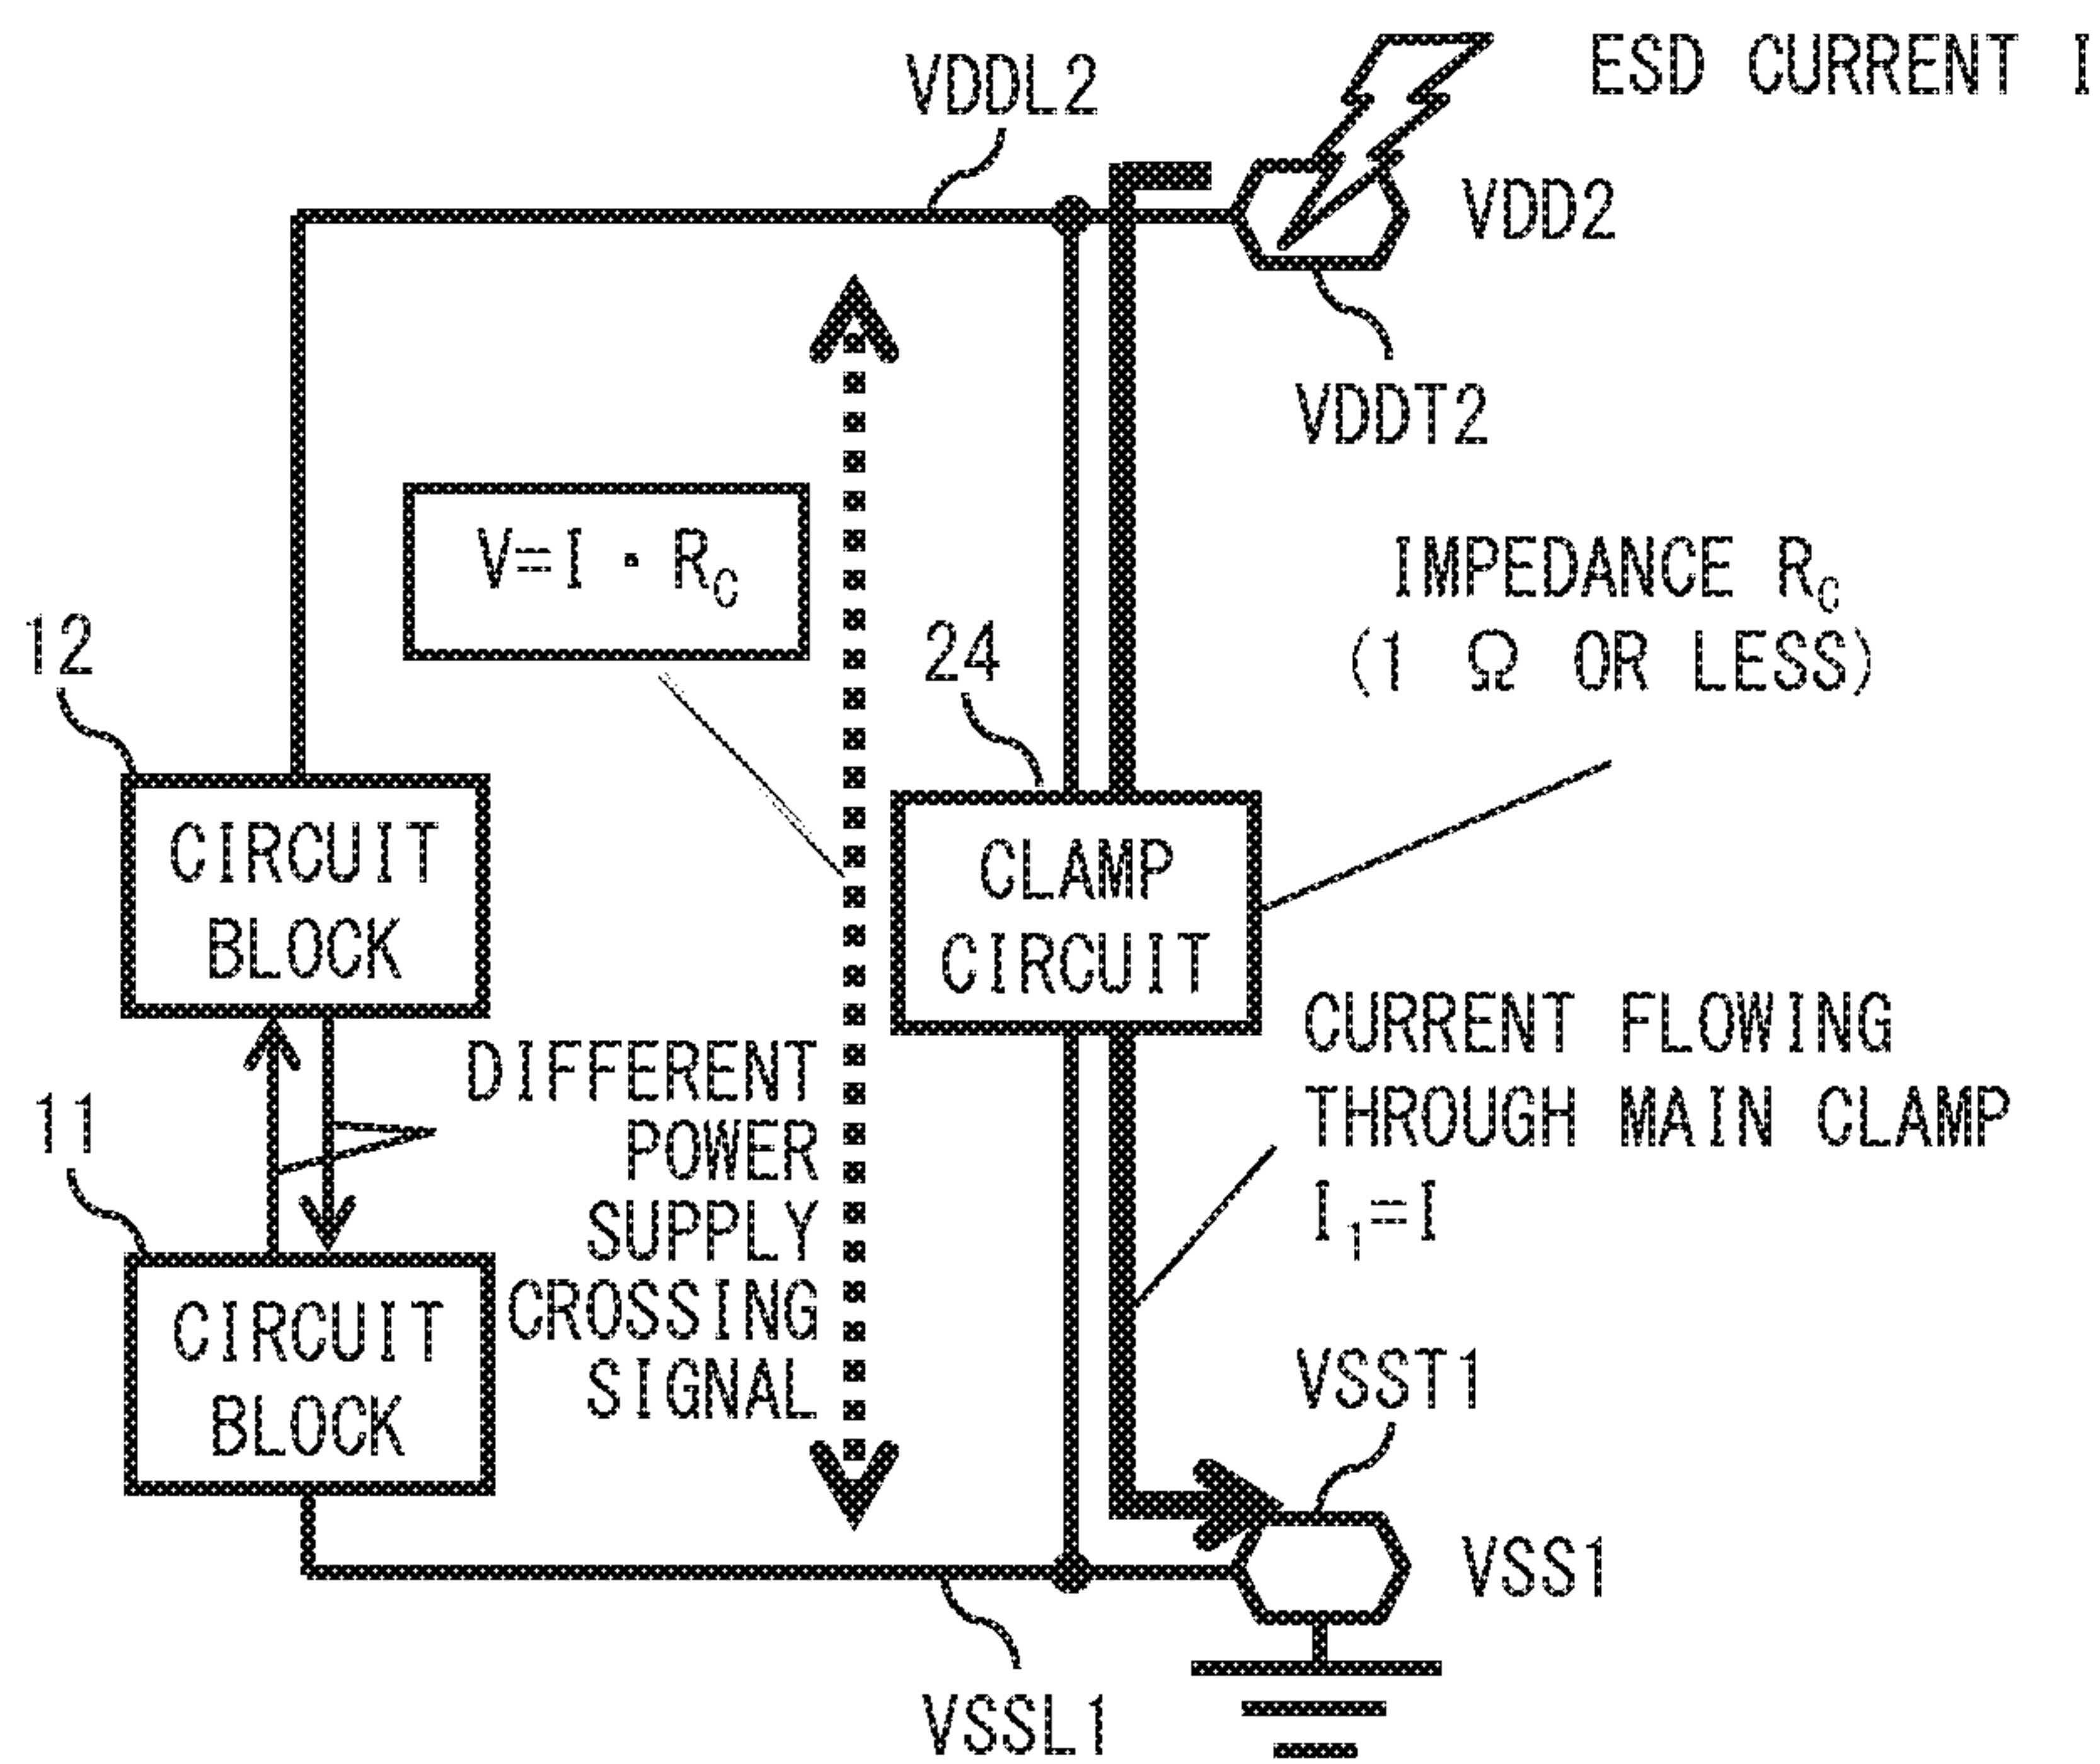 ESD CURRENT I
VDDL2
VDD2
VDDT2
V=I · RC
IMPEDANCE RC
(1 Ω OR LESS)
12
24
CIRCUIT
BLOCK
CLAMP
CIRCUIT
DIFFERENT
POWER
SUPPLY
CROSSING
SIGNAL
CURRENT FLOWING
THROUGH MAIN CLAMP
I1=I
11
CIRCUIT
BLOCK
VSST1
VSS1
VSSL1